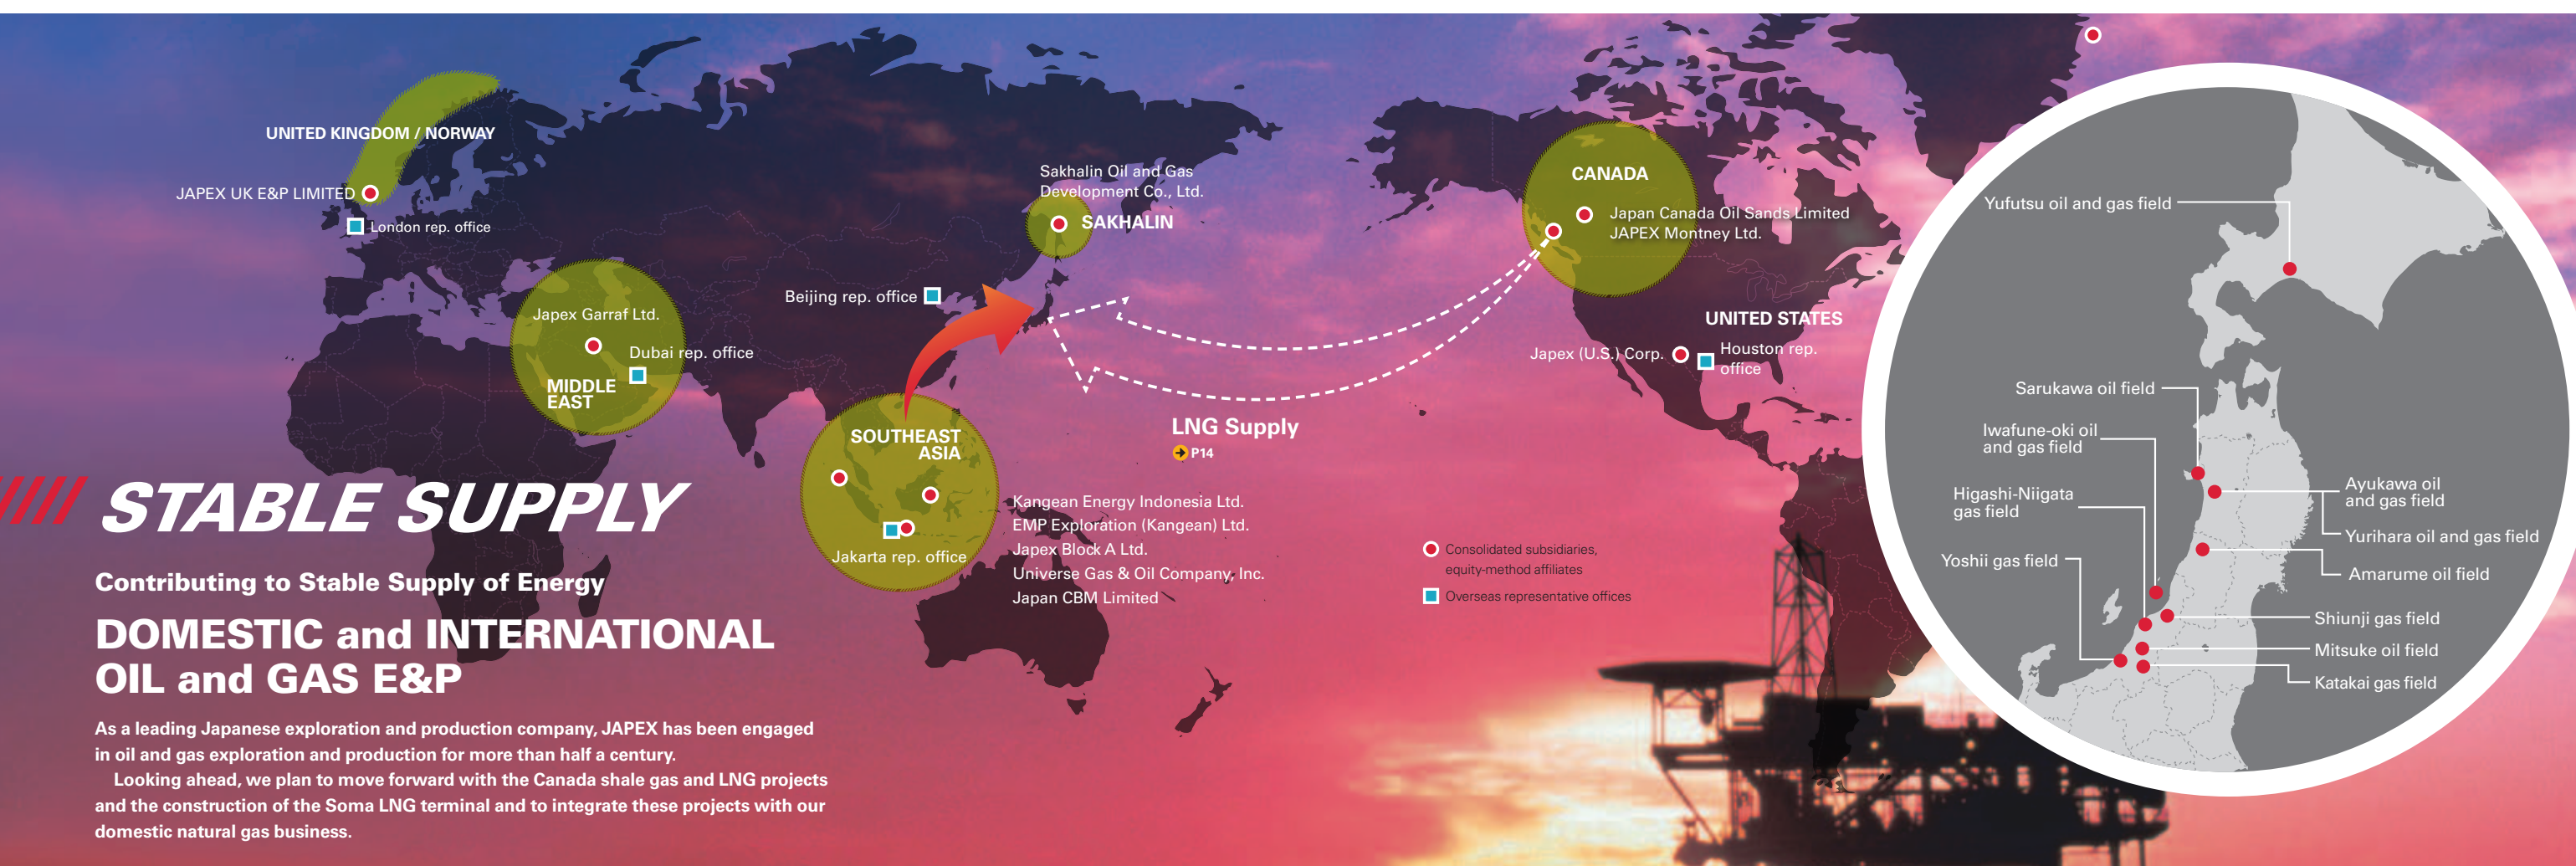 UNITED KINGDOM / NORWAY
JAPEX UK E&P LIMITED
London rep. office
Japex Garraf Ltd.
Dubai rep. office
MIDDLE
EAST
Beijing rep. office
Sakhalin Oil and Gas
Development Co., Ltd.
SAKHALIN
SOUTHEAST
ASIA
Jakarta rep. office
Kangean Energy Indonesia Ltd.
EMP Exploration (Kangean) Ltd.
Japex Block A Ltd.
Universe Gas & Oil Company, Inc.
Japan CBM Limited
LNG Supply
P14
CANADA
Japan Canada Oil Sands Limited
JAPEX Montney Ltd.
UNITED STATES
Japex (U.S.) Corp.
Houston rep.
office
Consolidated subsidiaries,
equity-method affiliates
Overseas representative offices
STABLE SUPPLY
Contributing to Stable Supply of Energy
DOMESTIC and INTERNATIONAL
OIL and GAS E&P
As a leading Japanese exploration and production company, JAPEX has been engaged
in oil and gas exploration and production for more than half a century.
Looking ahead, we plan to move forward with the Canada shale gas and LNG projects
and the construction of the Soma LNG terminal and to integrate these projects with our
domestic natural gas business.
Yufutsu oil and gas field
Sarukawa oil field
Iwafune-oki oil
and gas field
Higashi-Niigata
gas field
Yoshii gas field
Ayukawa oil
and gas field
Yurihara oil and gas field
Amarume oil field
Shiunji gas field
Mitsuke oil field
Katakai gas field